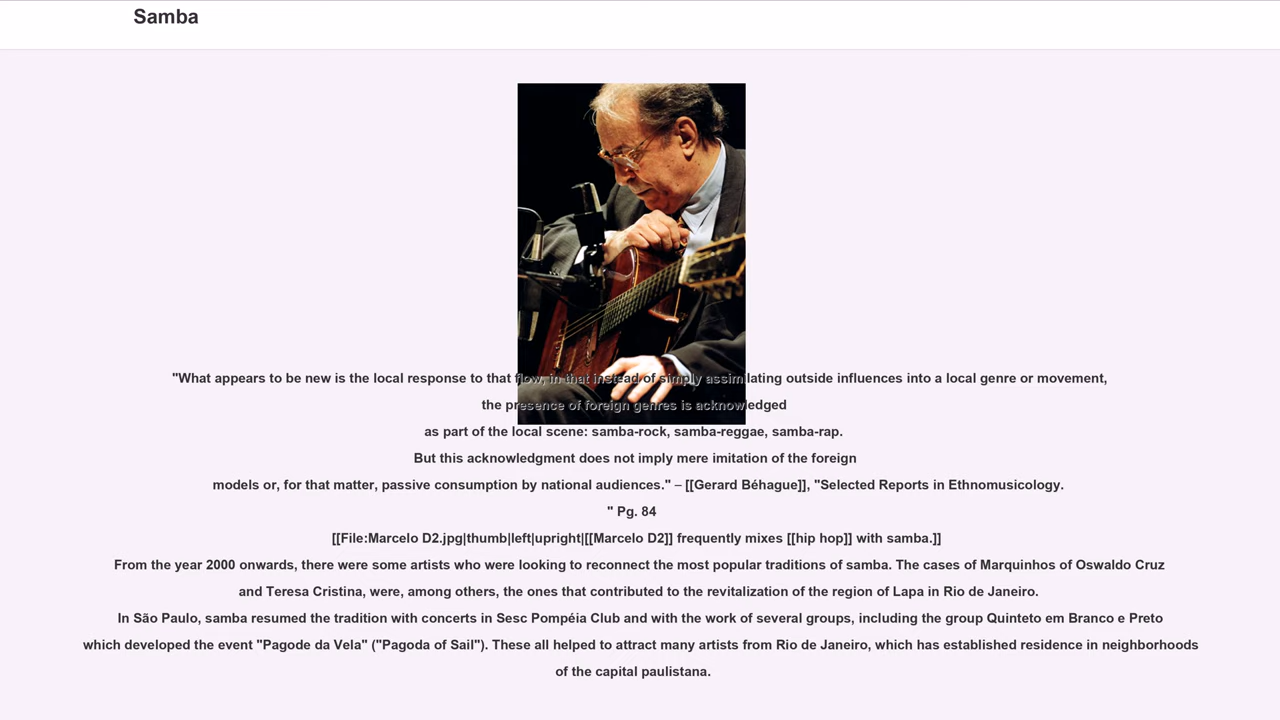 Samba
"What appears to be new is the local response to that flow, in that instead of simply assimilating outside influences into a local genre or movement,
the presence of foreign genres is acknowledged
as part of the local scene: samba-rock, samba-reggae, samba-rap.
But this acknowledgment does not imply mere imitation of the foreign
models or, for that matter, passive consumption by national audiences." – [[Gerard Béhague]], "Selected Reports in Ethnomusicology.
" Pg. 84
[[File:Marcelo D2.jpg|thumb|left|upright|[[Marcelo D2]] frequently mixes [[hip hop]] with samba.]]
From the year 2000 onwards, there were some artists who were looking to reconnect the most popular traditions of samba. The cases of Marquinhos of Oswaldo Cruz
and Teresa Cristina, were, among others, the ones that contributed to the revitalization of the region of Lapa in Rio de Janeiro.
In São Paulo, samba resumed the tradition with concerts in Sesc Pompéia Club and with the work of several groups, including the group Quinteto em Branco e Preto
which developed the event "Pagode da Vela" ("Pagoda of Sail"). These all helped to attract many artists from Rio de Janeiro, which has established residence in neighborhoods
of the capital paulistana.